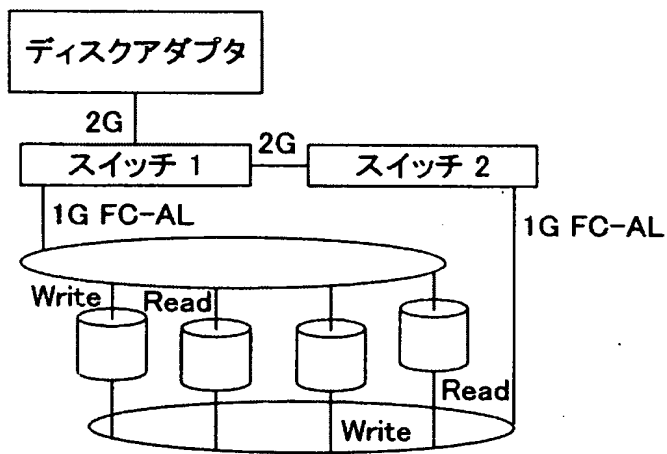 ディスクアダプタ
2G
2G
スイッチ 1
スイッチ 2
1G FC-AL
1G FC-AL
Write
Read
Read
Write